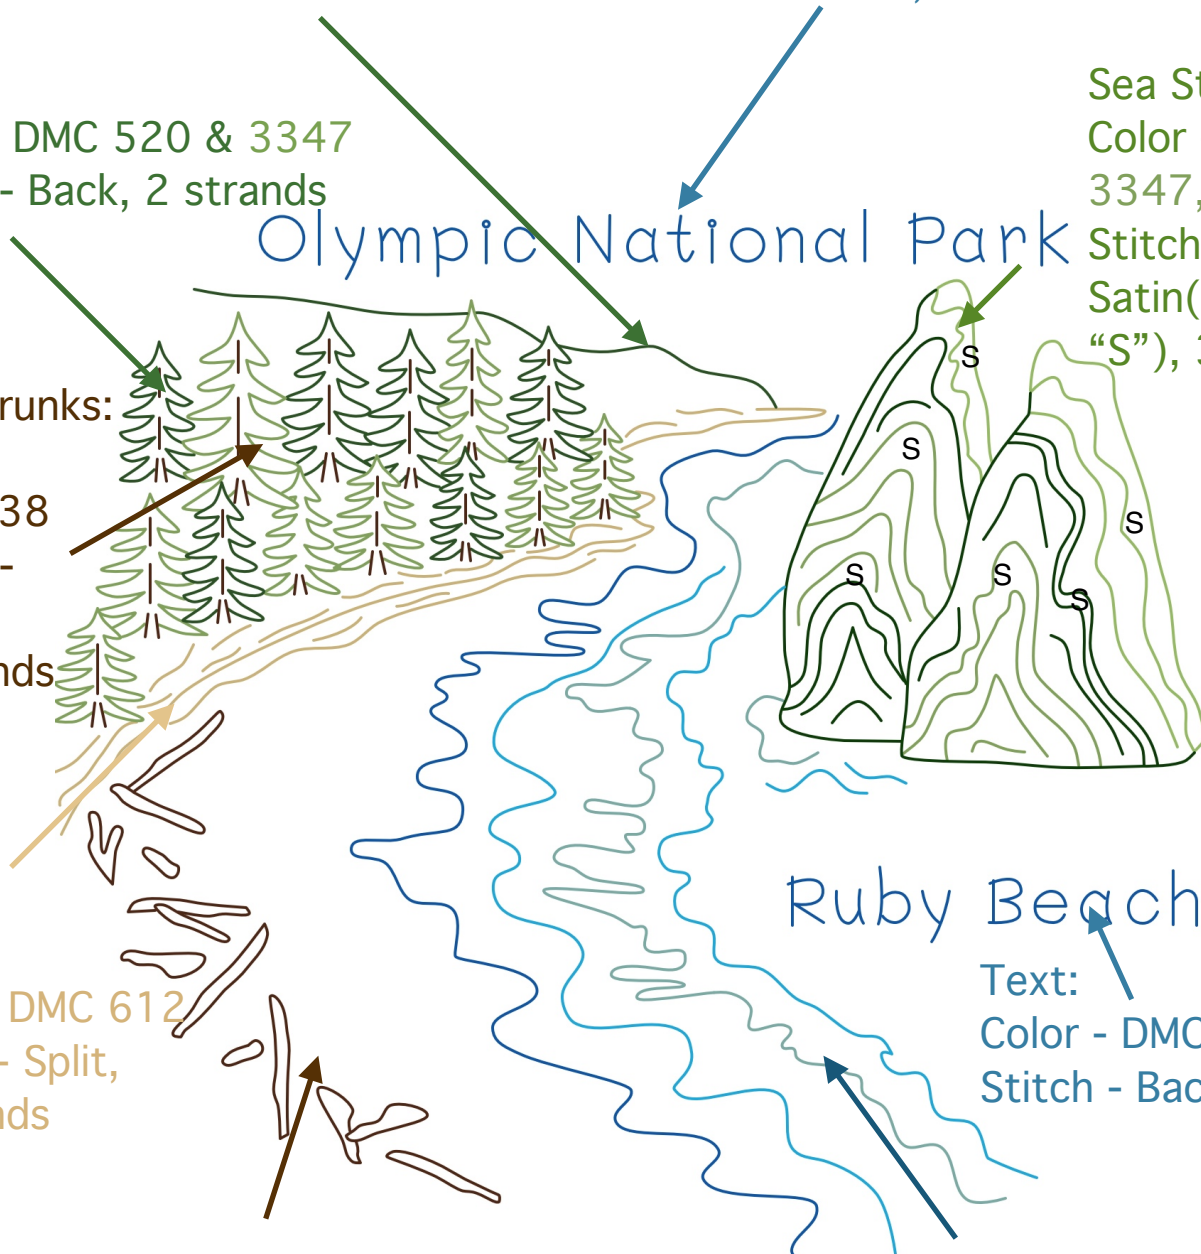 DMC 520 & 3347
- Back, 2 strands
Olympic National Park
Sea St
Color
3347,
Stitch
Satin(
“S”), 3
runks:
38
-
nds
S
S
S
S
S
S
Ruby Beach
Text:
Color - DMC
Stitch - Bac
DMC 612
- Split,
nds